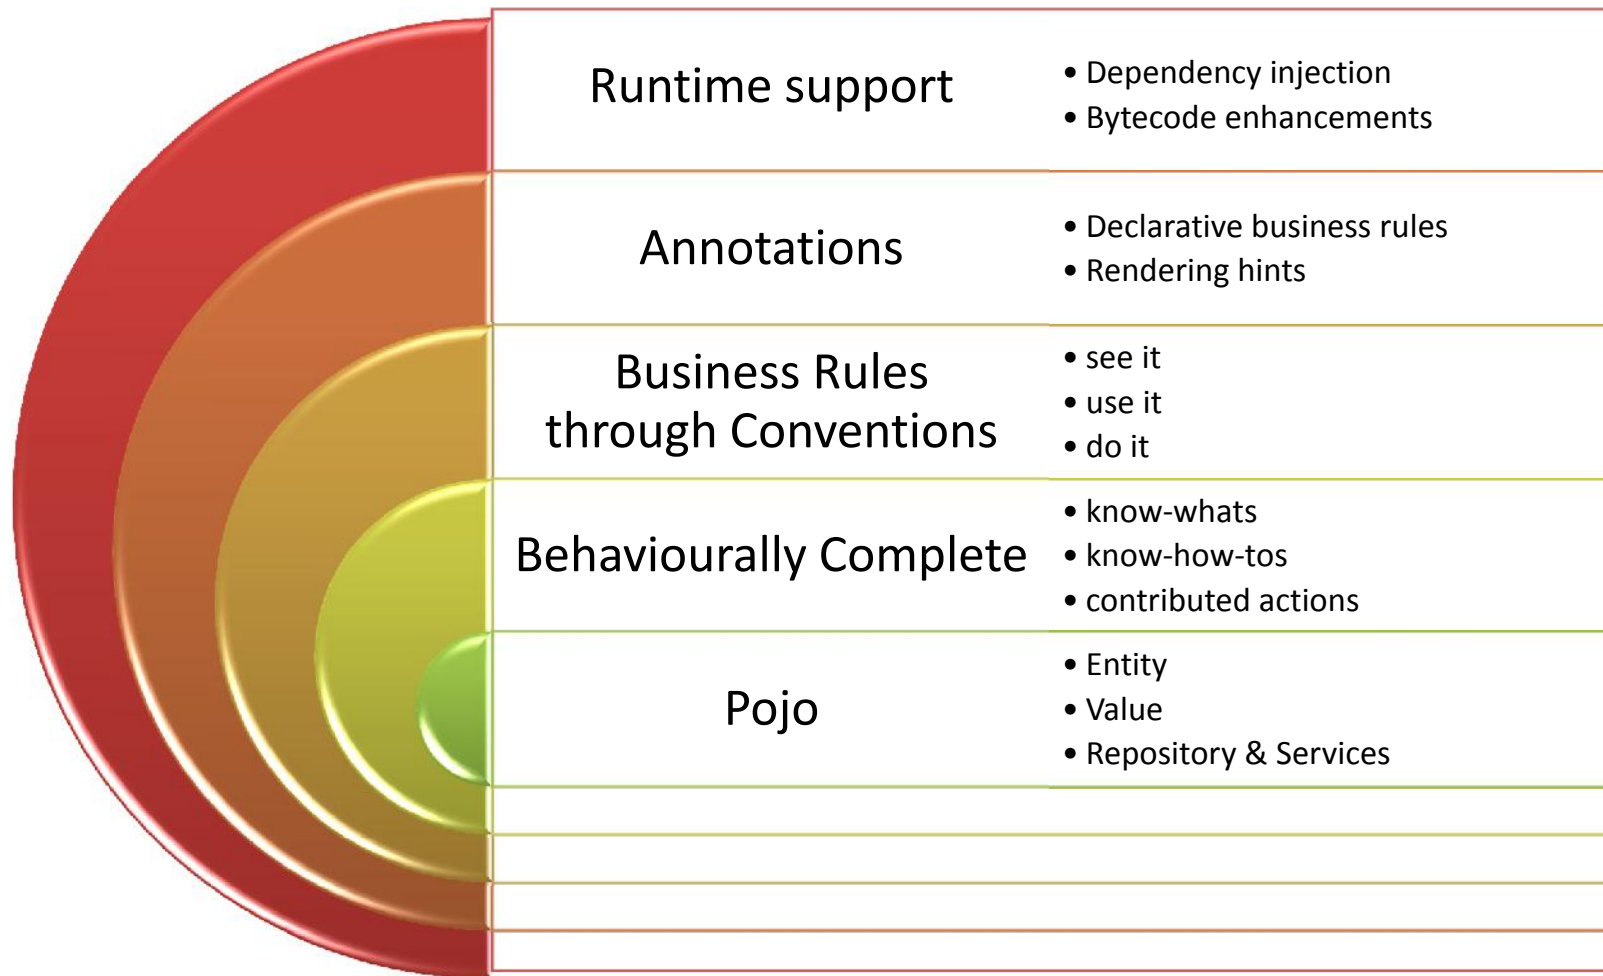 Runtime support
• Dependency injection
• Bytecode enhancements
Annotations
• Declarative business rules
• Rendering hints
Business Rules
through Conventions
• see it
• use it
• do it
Behaviourally Complete
• know-whats
• know-how-tos
• contributed actions
Pojo
• Entity
• Value
• Repository & Services